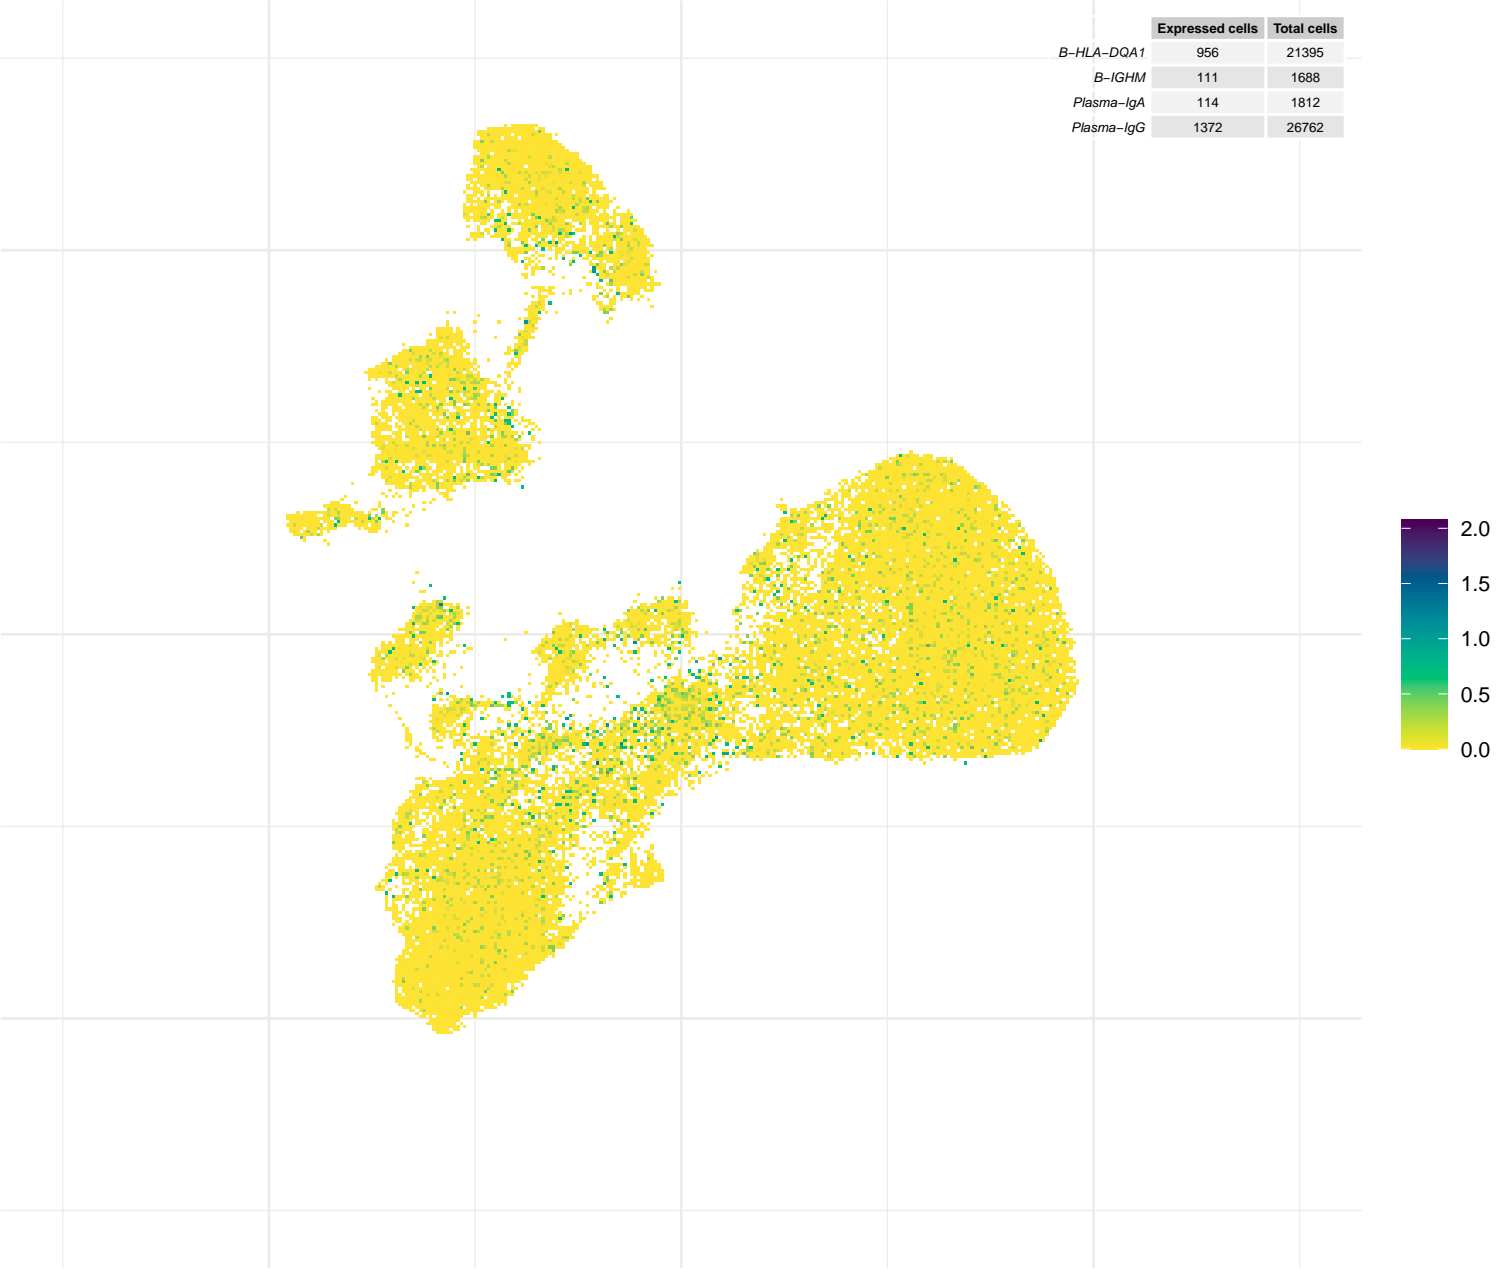 Expressed cells Total cells
B−HLA−DQA1 956 21395
B−IGHM 111 1688
Plasma−IgA 114 1812
Plasma−IgG 1372 26762
2.0
1.5
1.0
0.5
0.0